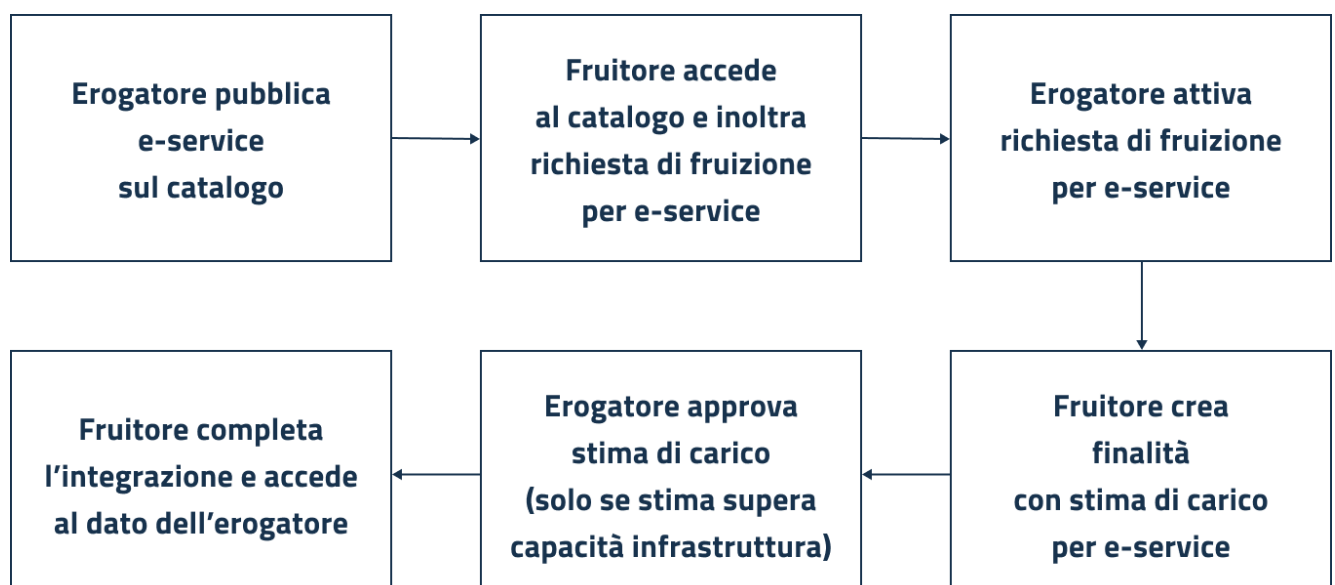 Erogatore pubblica
e-service
sul catalogo
Fruitore accede
al catalogo e inoltra
richiesta di fruizione
per e-service
Erogatore attiva
richiesta di fruizione
per e-service
Fruitore crea
finalità
con stima di carico
per e-service
Erogatore approva
stima di carico
(solo se stima supera
capacità infrastruttura)
Fruitore completa
l’integrazione e accede
al dato dell’erogatore